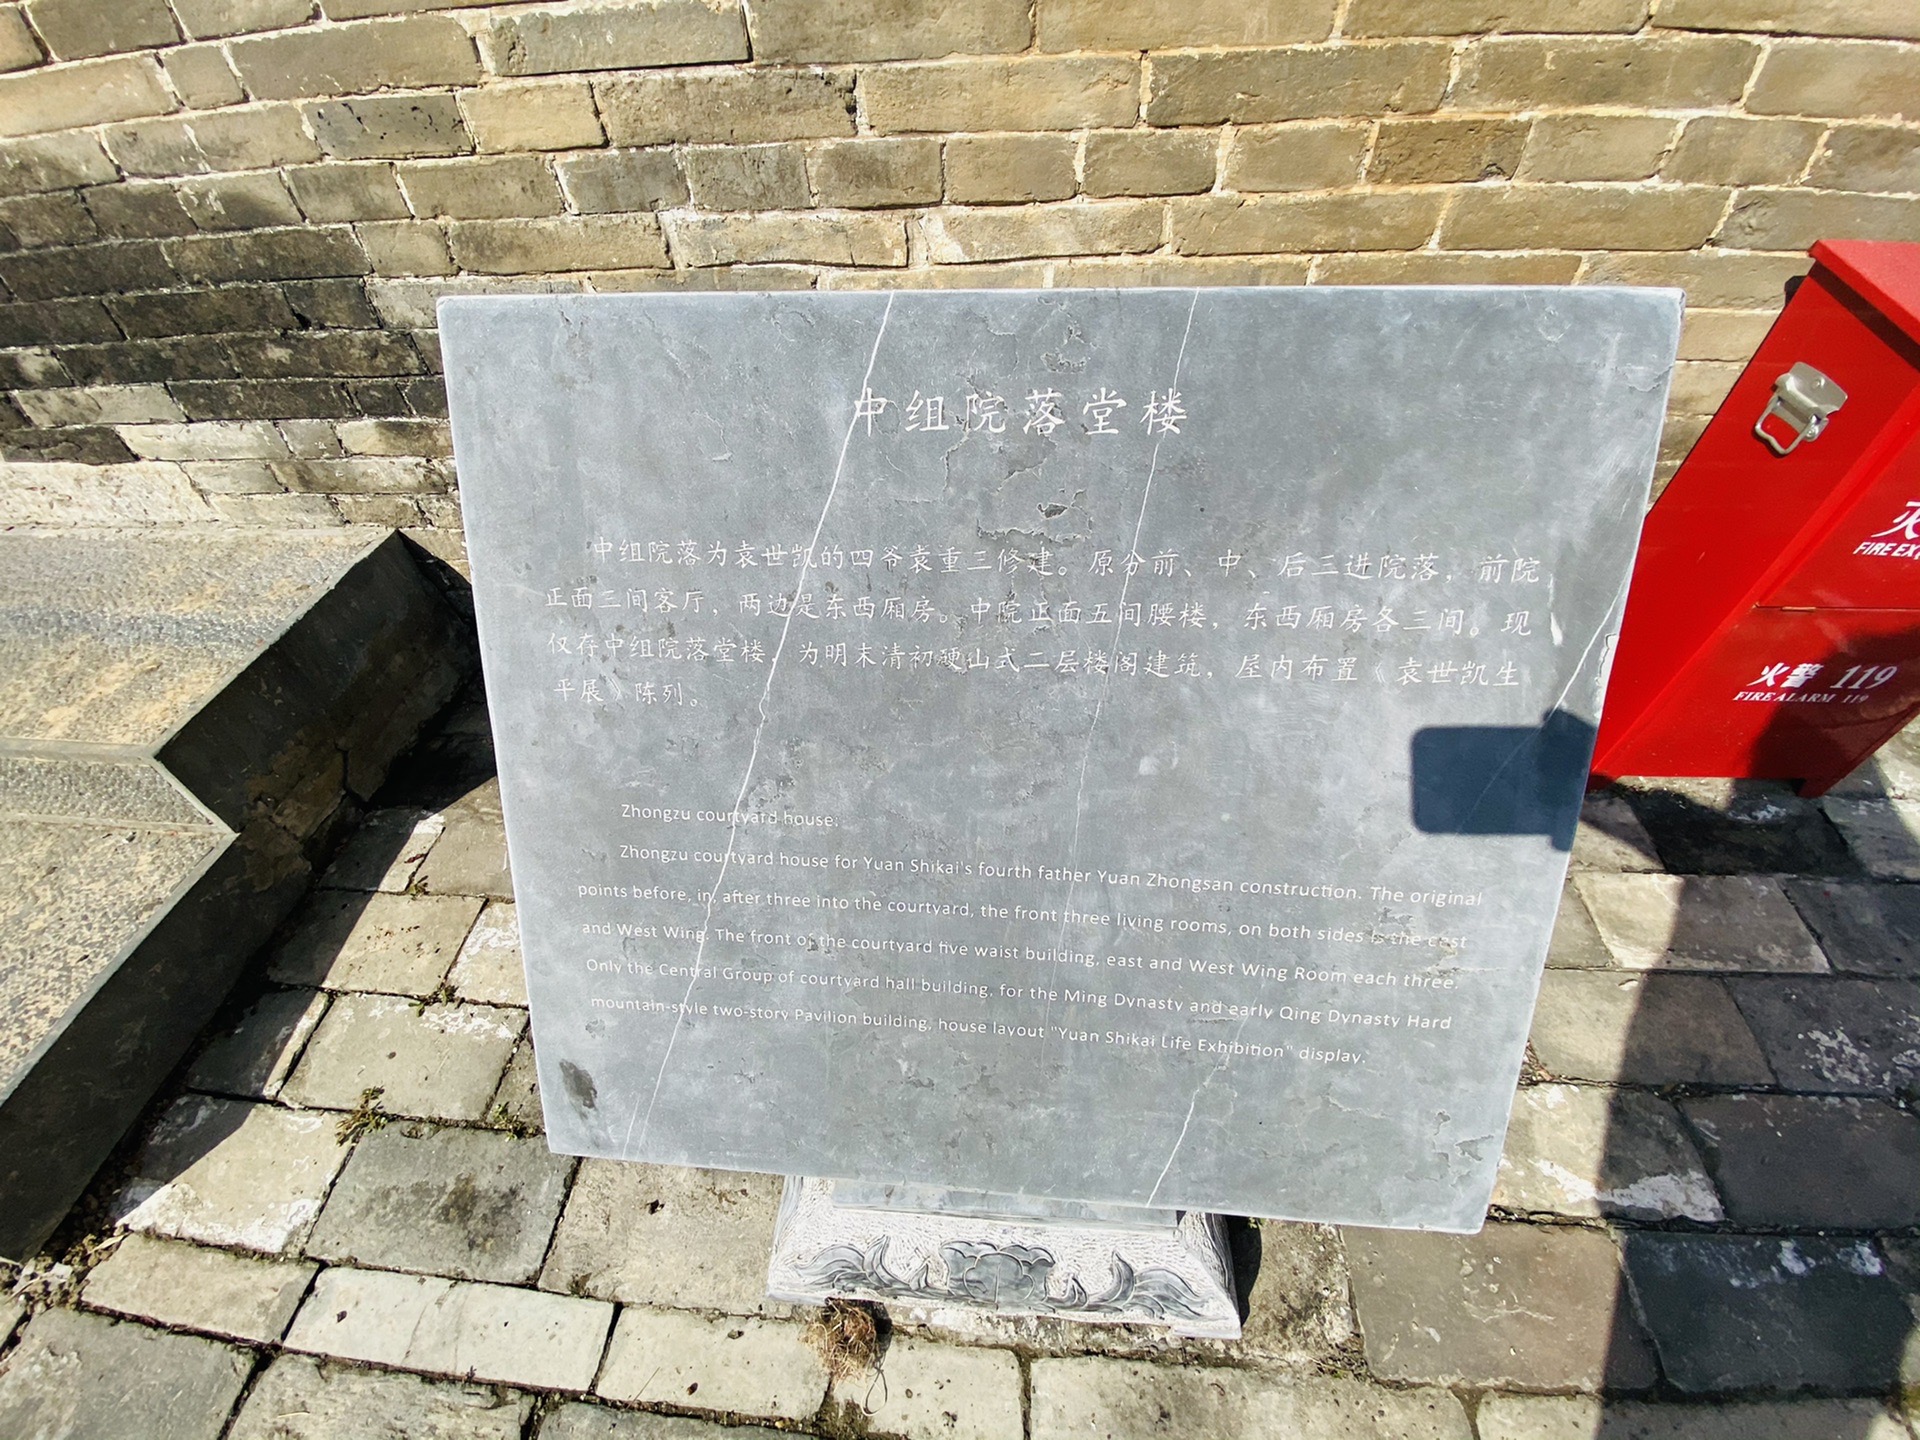 中组院落堂楼
中组院落为袁世凯的四爷袁重三修建。原分前、中、后三进院落，前院
正面三间客厅，两边是东西厢房。中院正面五间腰楼，东西厢房各三间。现
仅存中组院落堂楼，为明末清初硬山式二层楼阁建筑，屋内布置《袁世凯生
平展》陈列。
Zhongzu courtyard house:
Zhongzu courtyard house for Yuan Shikai's fourth father Yuan Zhongsan construction. The original
points before, in, after three into the courtyard, the front three living rooms, on both sides is the east
and West Wing. The front of the courtyard five waist building, east and West Wing Room each three.
Only the Central Group of courtyard hall building, for the Ming Dynasty and early Qing Dynasty Hard
mountain-style two-story Pavilion building, house layout "Yuan Shikai Life Exhibition" display.
FIRE
火警 119
FIRE ALARM 119